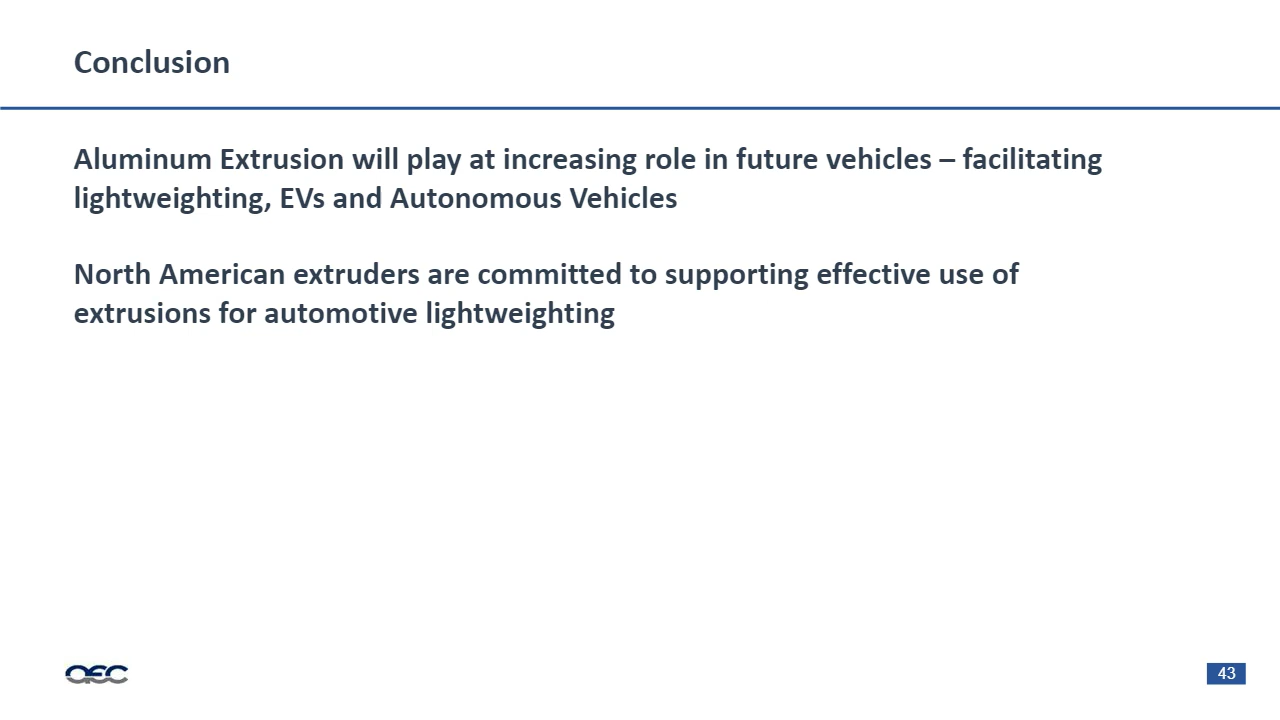 Conclusion
Aluminum Extrusion will play at increasing role in future vehicles – facilitating
lightweighting, EVs and Autonomous Vehicles
North American extruders are committed to supporting effective use of
extrusions for automotive lightweighting
aec
43